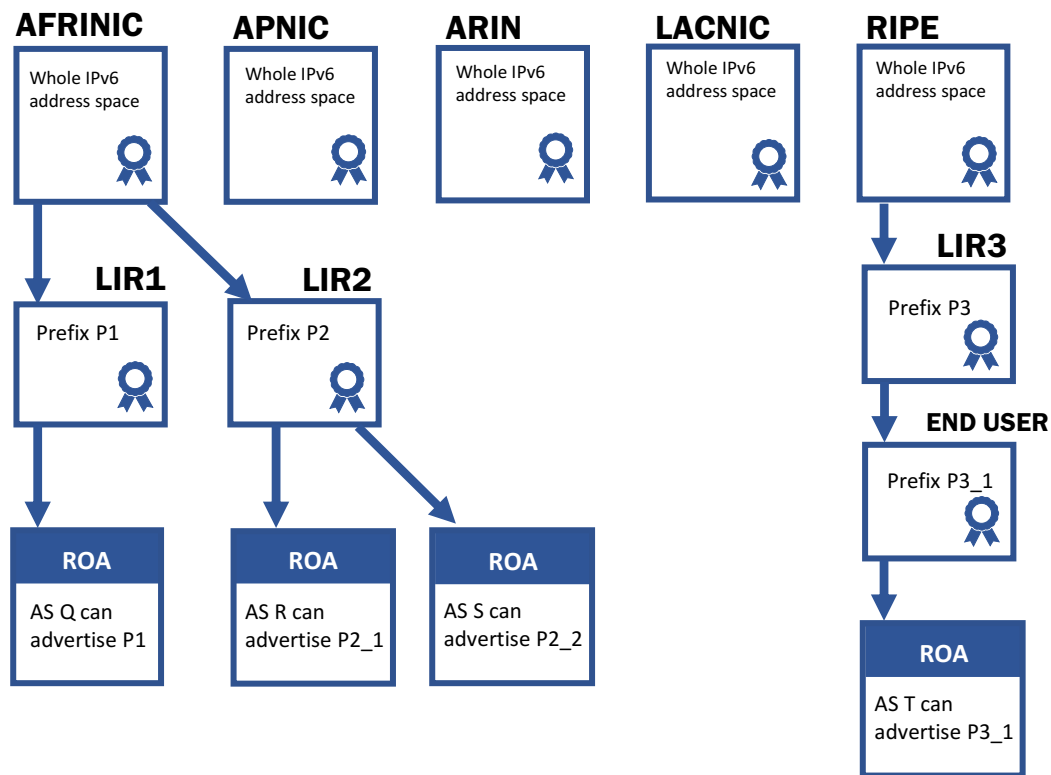 AFRINIC
APNIC
ARIN
LACNIC
RIPE
Whole IPv6
address space
Whole IPv6
address space
Whole IPv6
address space
Whole IPv6
address space
Whole IPv6
address space
LIR1
LIR2
LIR3
Prefix P1
Prefix P2
Prefix P3
END USER
Prefix P3_1
ROA
AS Q can
advertise P1
ROA
AS R can
advertise P2_1
ROA
AS S can
advertise P2_2
ROA
AS T can
advertise P3_1